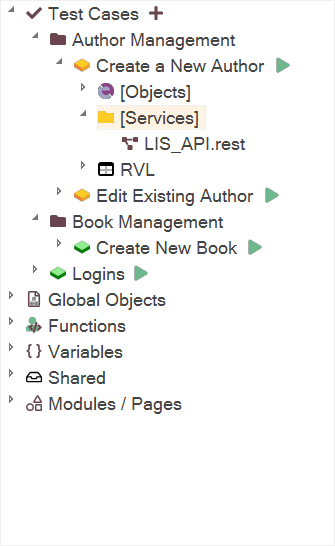 Test Cases
Author Management
Create a New Author
[Objects]
[Services]
LIS_API.rest
RVL
Edit Existing Author
Book Management
Create New Book
Logins
Global Objects
Functions
Variables
Shared
Modules / Pages